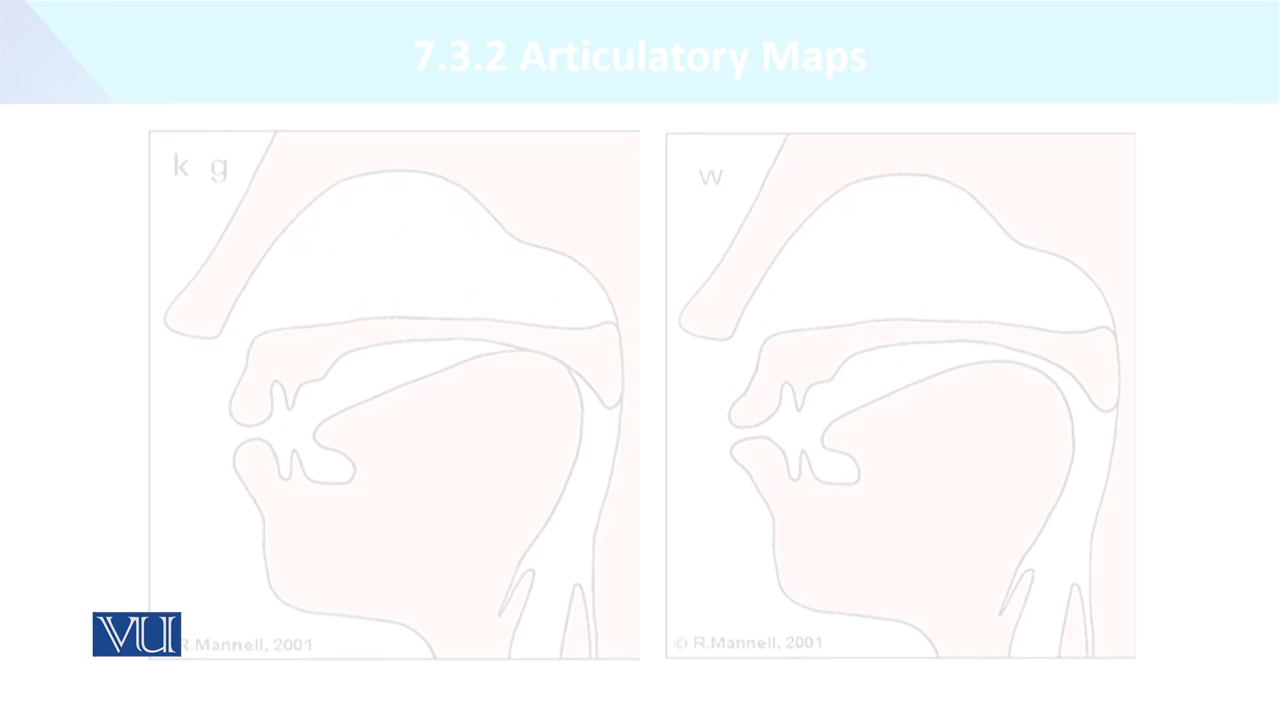 7.3.2 Articulatory Maps
k g
w
VU
R.Mannell, 2001
© R.Mannell, 2001